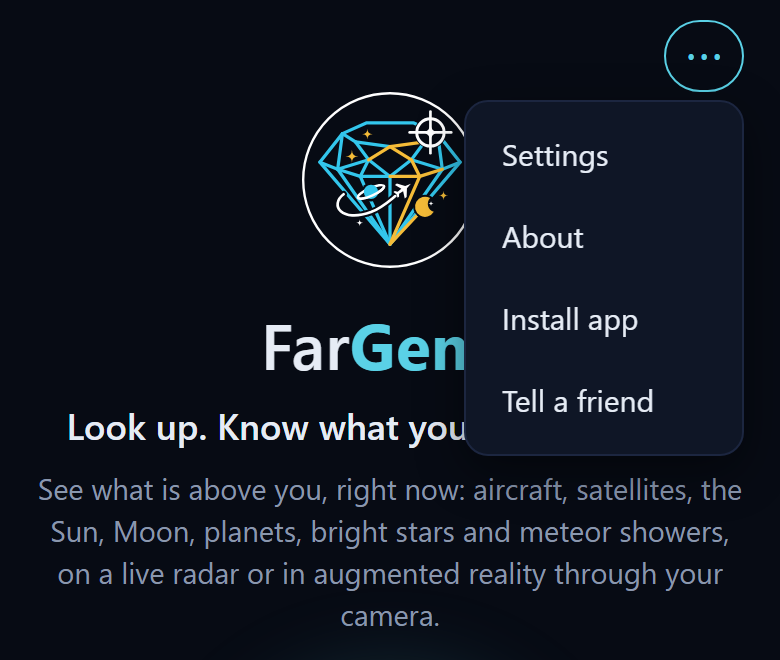 ...
Settings
About
Install app
Tell a friend
FarGem
Look up. Know what you
See what is above you, right now: aircraft, satellites, the
Sun, Moon, planets, bright stars and meteor showers,
on a live radar or in augmented reality through your
camera.